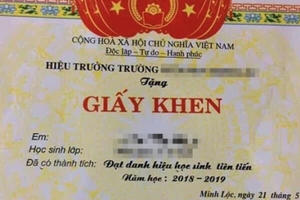 CỘNG HOÀ XÃ HỘI CHỦ NGHĨA VIỆT NAM
Độc lập - Tự do - Hạnh phúc
HIỆU TRƯỞNG TRƯỜNG
Tặng
GIẤY KHEN
Em:
Học sinh lớp:
Đã có thành tích: Đạt danh hiệu học sinh tiên tiến
Năm học: 2018 - 2019
Minh Lộc, ngày 21 tháng 5